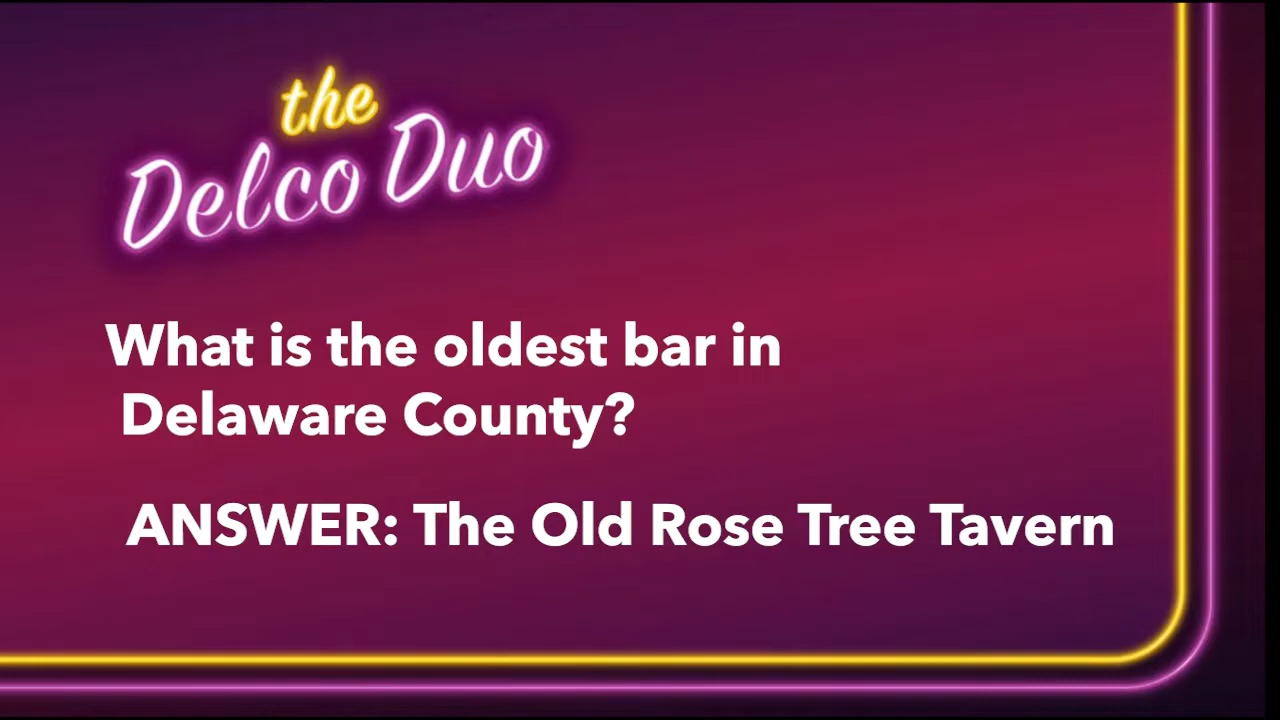 the
Delco Duo
What is the oldest bar in
Delaware County?
ANSWER: The Old Rose Tree Tavern